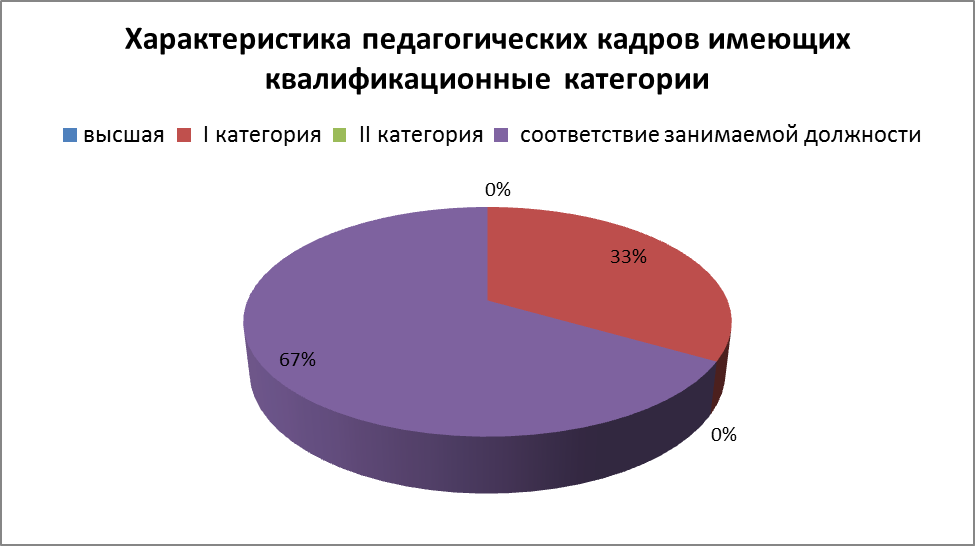 Характеристика педагогических кадров имеющих
квалификационные категории
высшая I категория II категория соответствие занимаемой должности
0%
33%
67%
0%